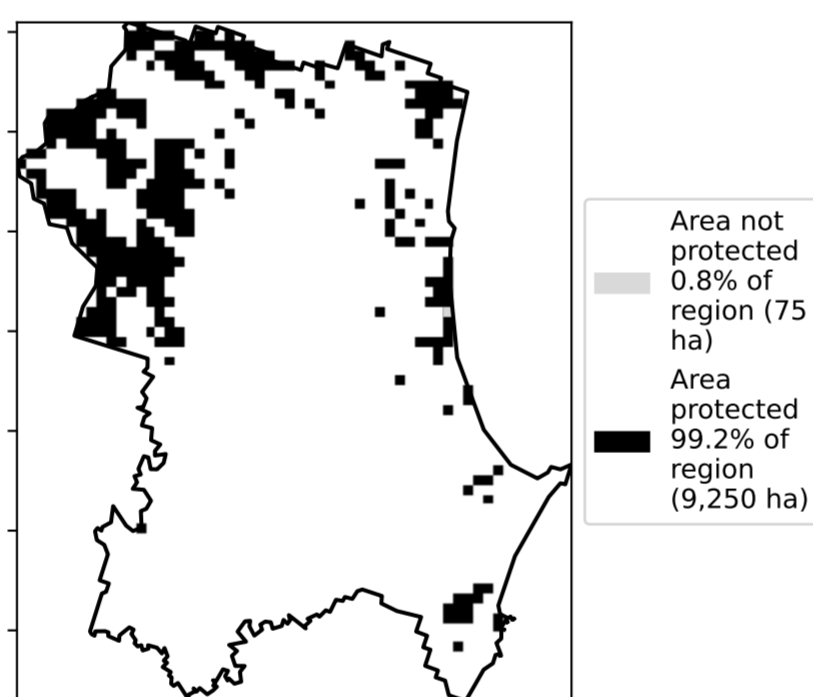 Area not
protected
0.8% of
region (75
ha)
Area
protected
99.2% of
region
(9,250 ha)